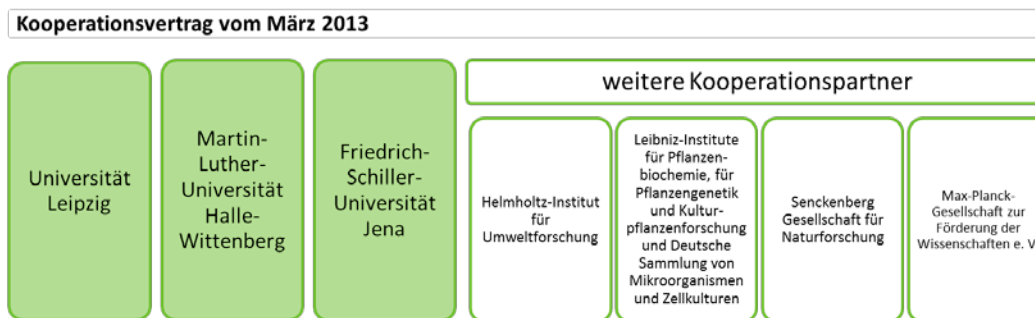 Kooperationsvertrag vom März 2013
Universität
Leipzig
Martin-
Luther-
Universität
Halle-
Wittenberg
Friedrich-
Schiller-
Universität
Jena
weitere Kooperationspartner
Helmholtz-Institut
für
Umweltforschung
Leibniz-Institute
für Pflanzen-
biochemie, für
Pflanzengenetik
und Kultur-
pflanzenforschung
und Deutsche
Sammlung von
Mikroorganismen
und Zellkulturen
Senckenberg
Gesellschaft für
Naturforschung
Max-Planck-
Gesellschaft zur
Förderung der
Wissenschaften e. V